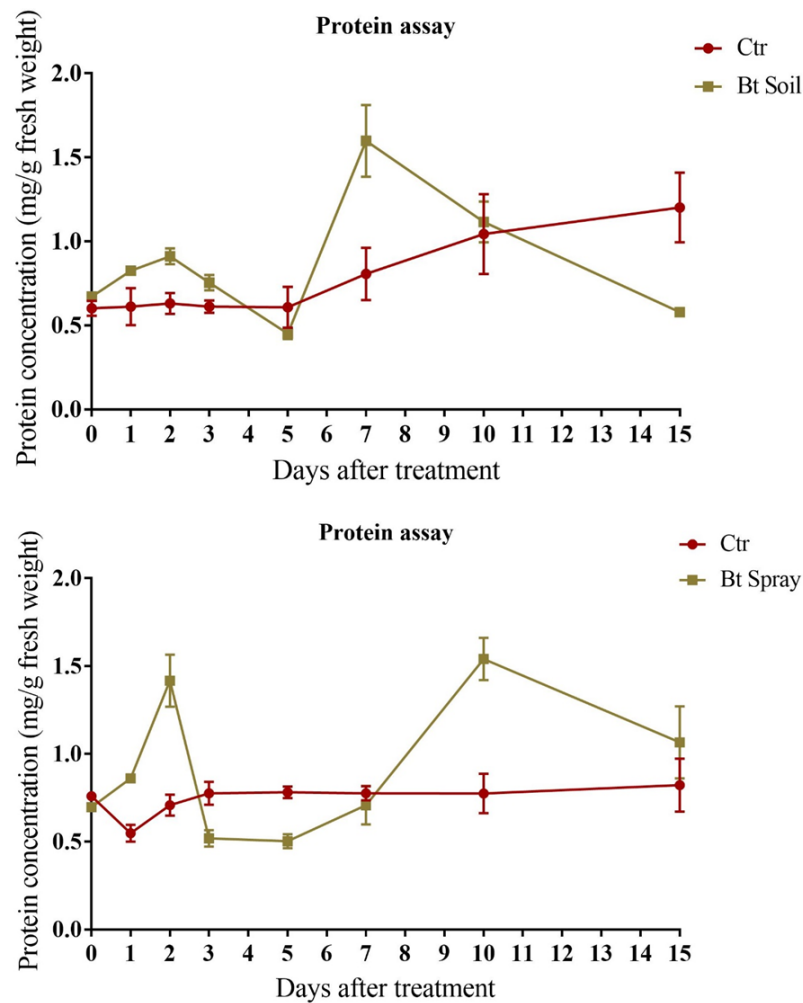 Protein assay
Ctr
Bt Soil
Protein concentration (mg/g fresh weight)
2.0
1.5
1.0
0.5
0.0
0 1 2 3 4 5 6 7 8 9 10 11 12 13 14 15
Days after treatment
Protein assay
Ctr
Bt Spray
Protein concentration (mg/g fresh weight)
2.0
1.5
1.0
0.5
0.0
0 1 2 3 4 5 6 7 8 9 10 11 12 13 14 15
Days after treatment